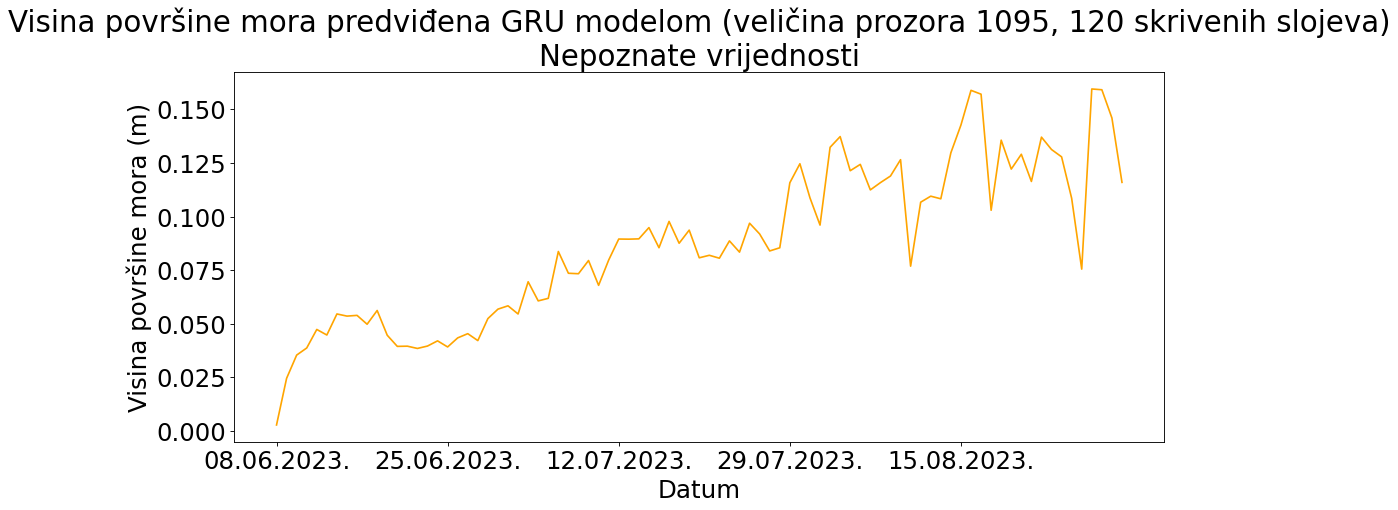 Visina površine mora predviđena GRU modelom (veličina prozora 1095, 120 skrivenih slojeva)
Nepoznate vrijednosti
Visina površine mora (m)
0.150
0.125
0.100
0.075
0.050
0.025
0.000
08.06.2023. 25.06.2023. 12.07.2023. 29.07.2023. 15.08.2023.
Datum